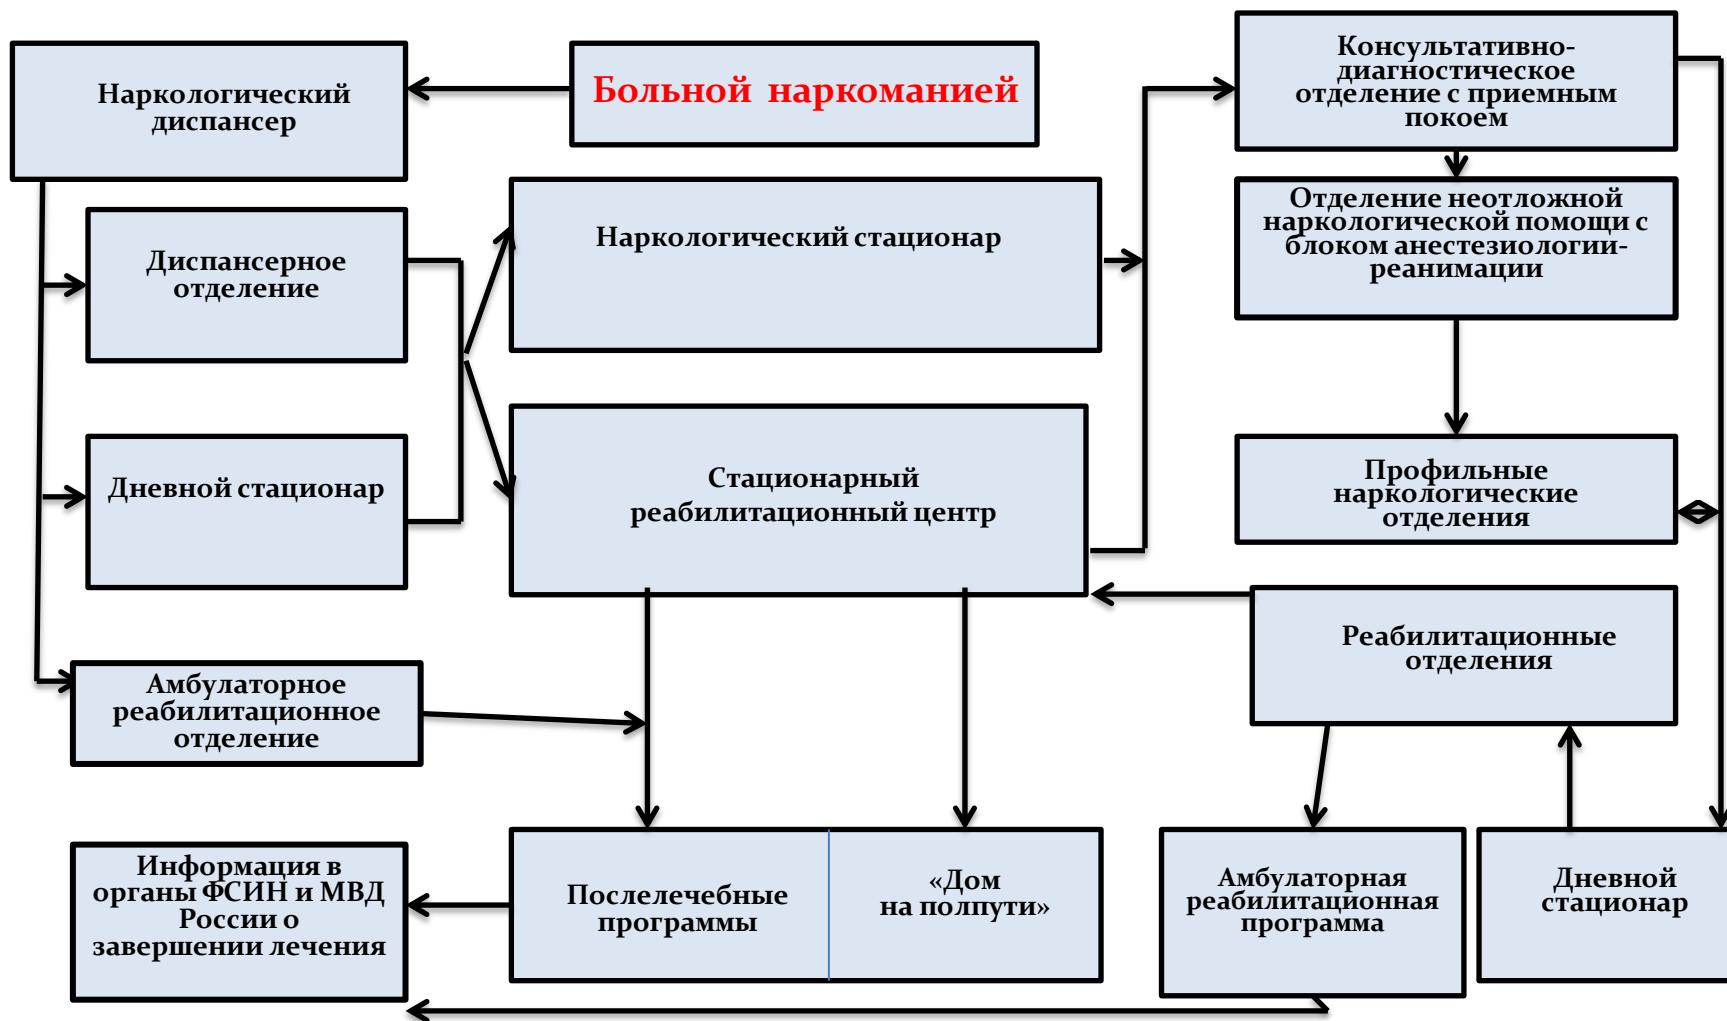 Наркологический
диспансер
Больной наркоманией
Консультативно-
диагностическое
отделение с приемным
покоем
Диспансерное
отделение
Наркологический стационар
Отделение неотложной
наркологической помощи с
блоком анестезиологии-
реанимации
Дневной стационар
Стационарный
реабилитационный центр
Профильные
наркологические
отделения
Амбулаторное
реабилитационное
отделение
Реабилитационные
отделения
Информация в
органы ФСИН и МВД
России о
завершении лечения
Послелечебные
программы
«Дом
на полпути»
Амбулаторная
реабилитационная
программа
Дневной
стационар